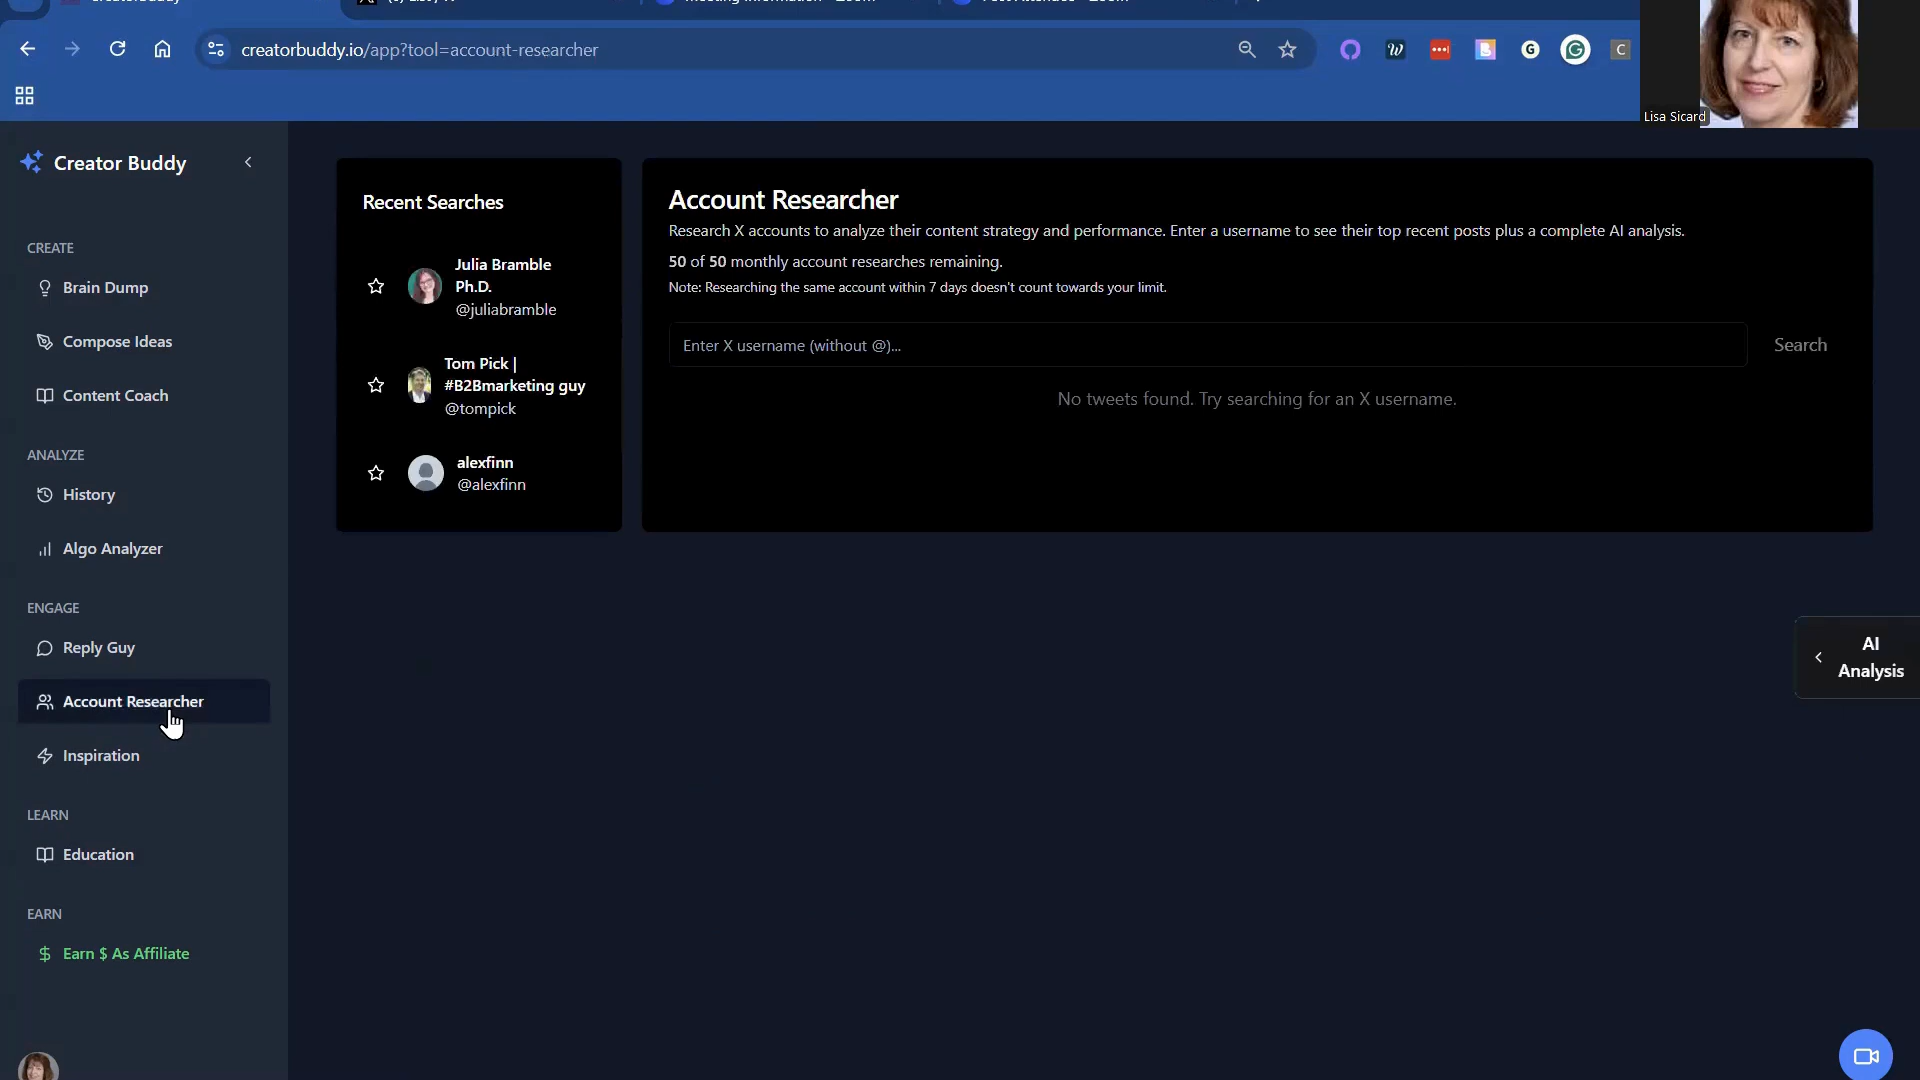 creatorbuddy.io/app?tool=account-researcher
W
G
C
Lisa Sicard
Creator Buddy
CREATE
Brain Dump
Compose Ideas
Content Coach
ANALYZE
History
Algo Analyzer
ENGAGE
Reply Guy
Account Researcher
Inspiration
LEARN
Education
EARN
$ Earn $ As Affiliate
Recent Searches
Julia Bramble
Ph.D.
@juliabramble
Tom Pick |
#B2Bmarketing guy
@tompick
alexfinn
@alexfinn
Account Researcher
Research X accounts to analyze their content strategy and performance. Enter a username to see their top recent posts plus a complete AI analysis.
50 of 50 monthly account researches remaining.
Note: Researching the same account within 7 days doesn't count towards your limit.
Enter X username (without @)...
Search
No tweets found. Try searching for an X username.
AI
Analysis